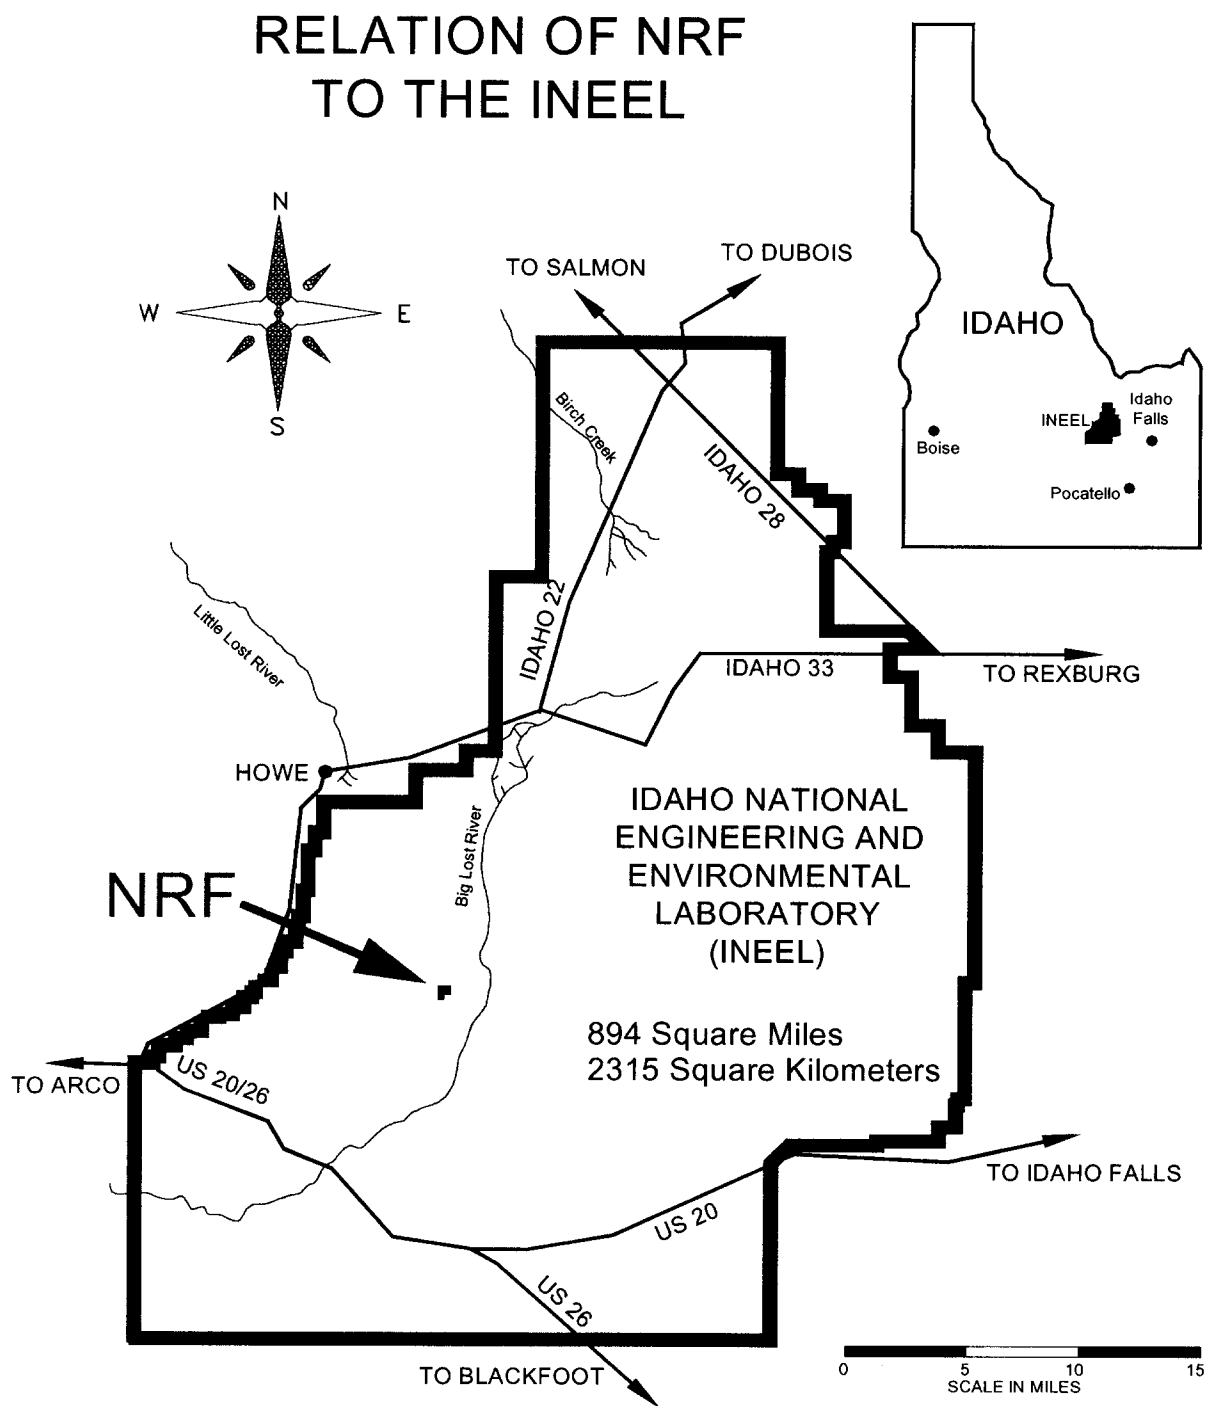 RELATION OF NRF
TO THE INEEL
N
W
E
S
TO SALMON
TO DUBOIS
IDAHO
INEEL
Idaho
Falls
Boise
Pocatello
Birch Creek
IDAHO 28
Little Lost River
IDAHO 22
IDAHO 33
TO REXBURG
HOWE
Big Lost River
IDAHO NATIONAL
ENGINEERING AND
ENVIRONMENTAL
LABORATORY
(INEEL)
NRF
894 Square Miles
2315 Square Kilometers
TO ARCO
US 20/26
TO IDAHO FALLS
US 20
US 26
TO BLACKFOOT
0 5 10 15
SCALE IN MILES